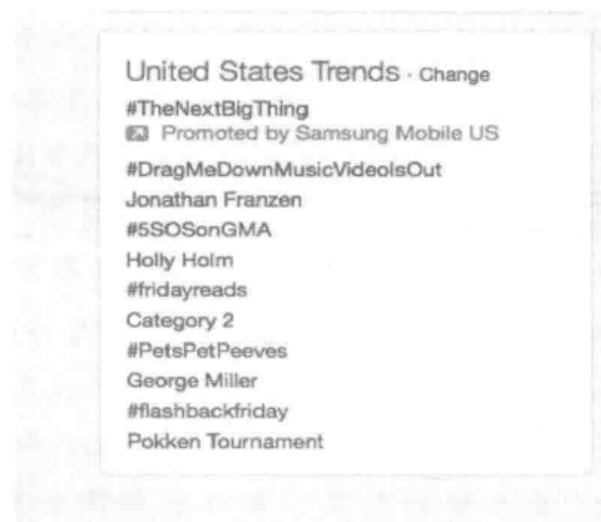 United States Trends · Change
#TheNextBigThing
Promoted by Samsung Mobile US
#DragMeDownMusicVideoIsOut
Jonathan Franzen
#5SOSonGMA
Holly Holm
#fridayreads
Category 2
#PetsPetPeeves
George Miller
#flashbackfriday
Pokken Tournament